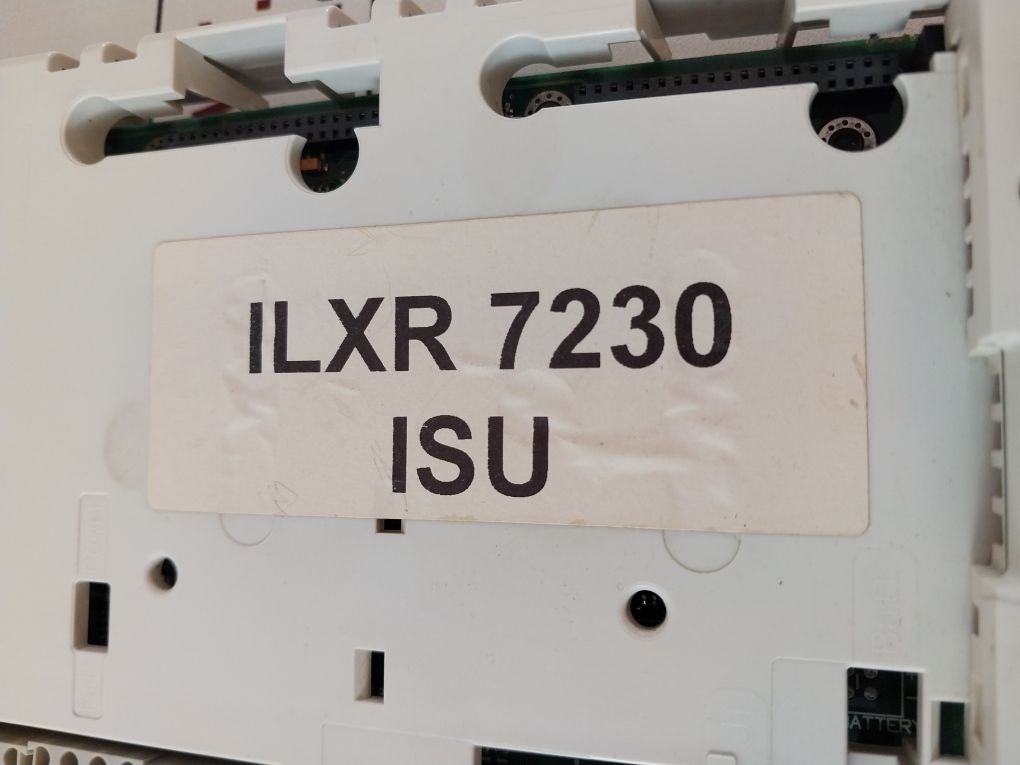 ILXR 7230
ISU
BATTERY